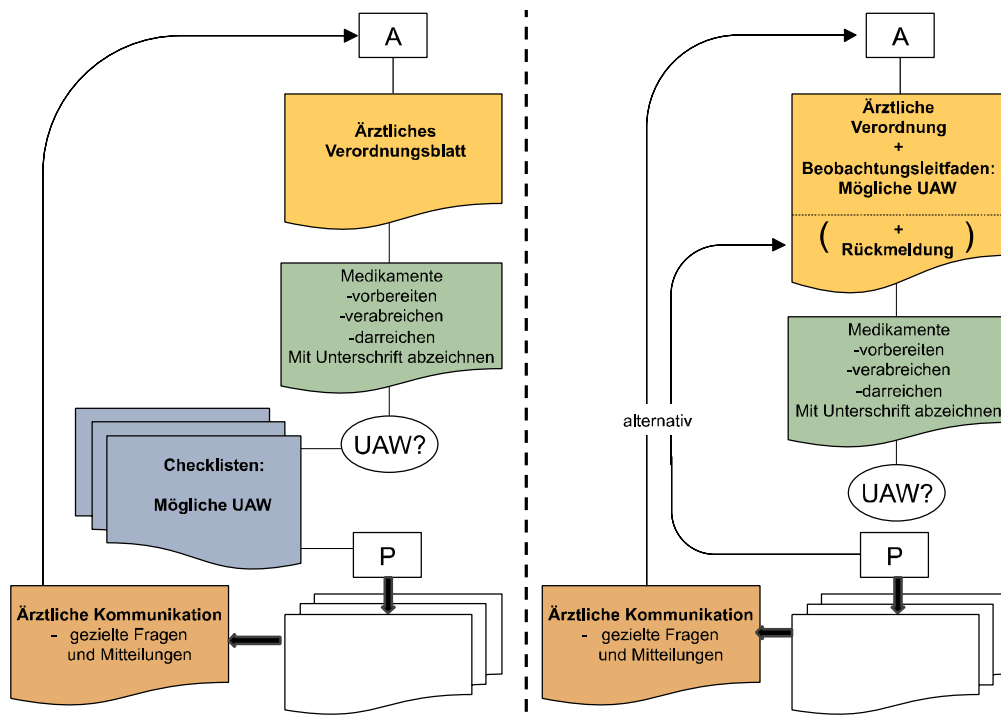 A
Ärztliches
Verordnungsblatt
Medikamente
-vorbereiten
-verabreichen
-darreichen
Mit Unterschrift abzeichnen
UAW?
Checklisten:
Mögliche UAW
P
Ärztliche Kommunikation
- gezielte Fragen
und Mitteilungen
A
Ärztliche
Verordnung
+
Beobachtungsleitfaden:
Mögliche UAW
( + )
Rückmeldung
Medikamente
-vorbereiten
-verabreichen
-darreichen
Mit Unterschrift abzeichnen
alternativ
UAW?
P
Ärztliche Kommunikation
- gezielte Fragen
und Mitteilungen